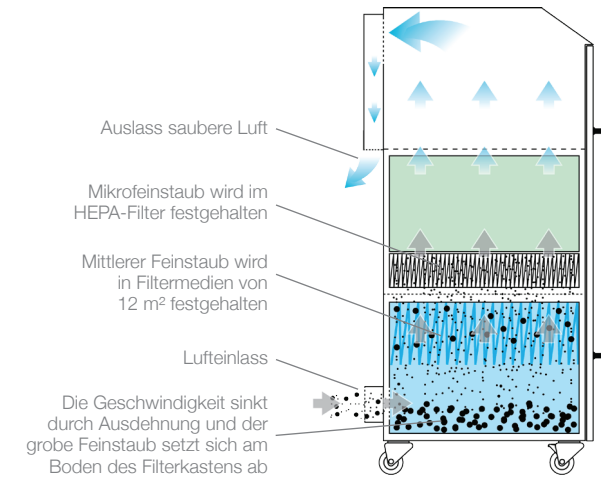 Auslass saubere Luft
Mikrofeinstaub wird im
HEPA-Filter festgehalten
Mittlerer Feinstaub wird
in Filtermedien von
12 m² festgehalten
Lufteinlass
Die Geschwindigkeit sinkt
durch Ausdehnung und der
grobe Feinstaub setzt sich am
Boden des Filterkastens ab